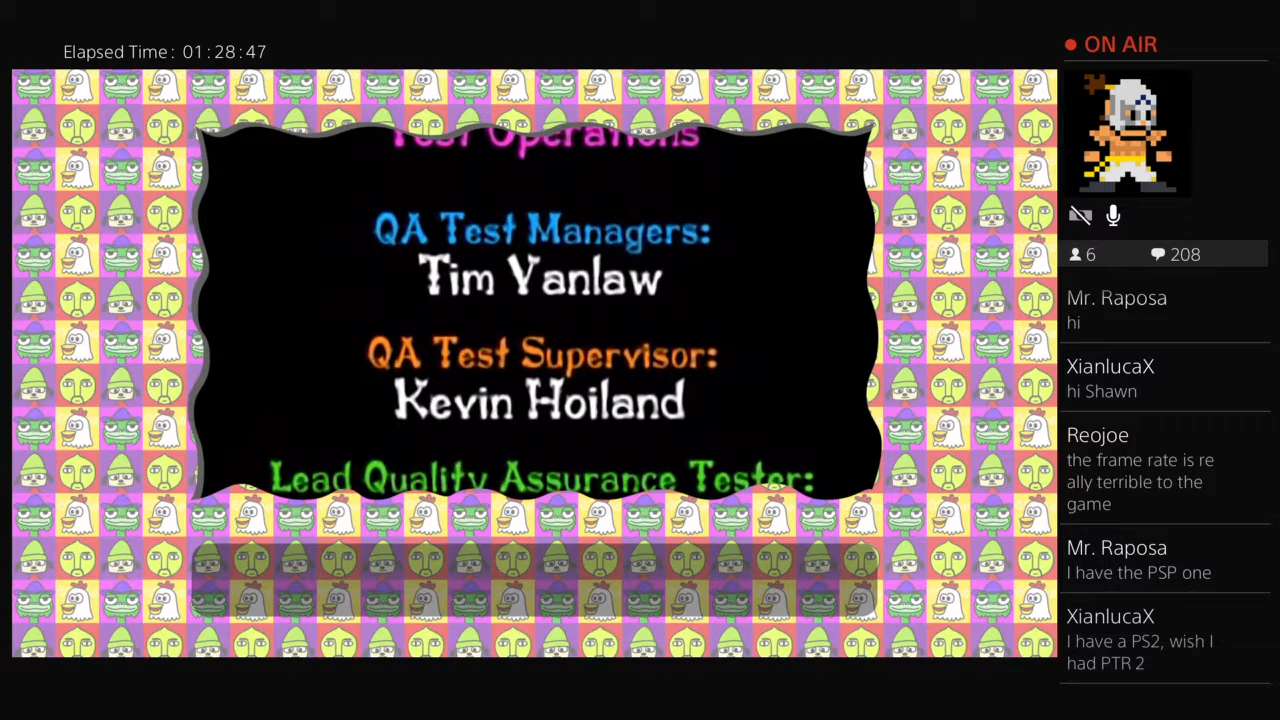 Elapsed Time: 01:28:47
ON AIR
Test Operations
QA Test Managers:
Tim Vanlaw
QA Test Supervisor:
Kevin Hoiland
Lead Quality Assurance Tester:
6 208
Mr. Raposa
hi
XianlucaX
hi Shawn
Reojoe
the frame rate is re
ally terrible to the
game
Mr. Raposa
I have the PSP one
XianlucaX
I have a PS2, wish I
had PTR 2